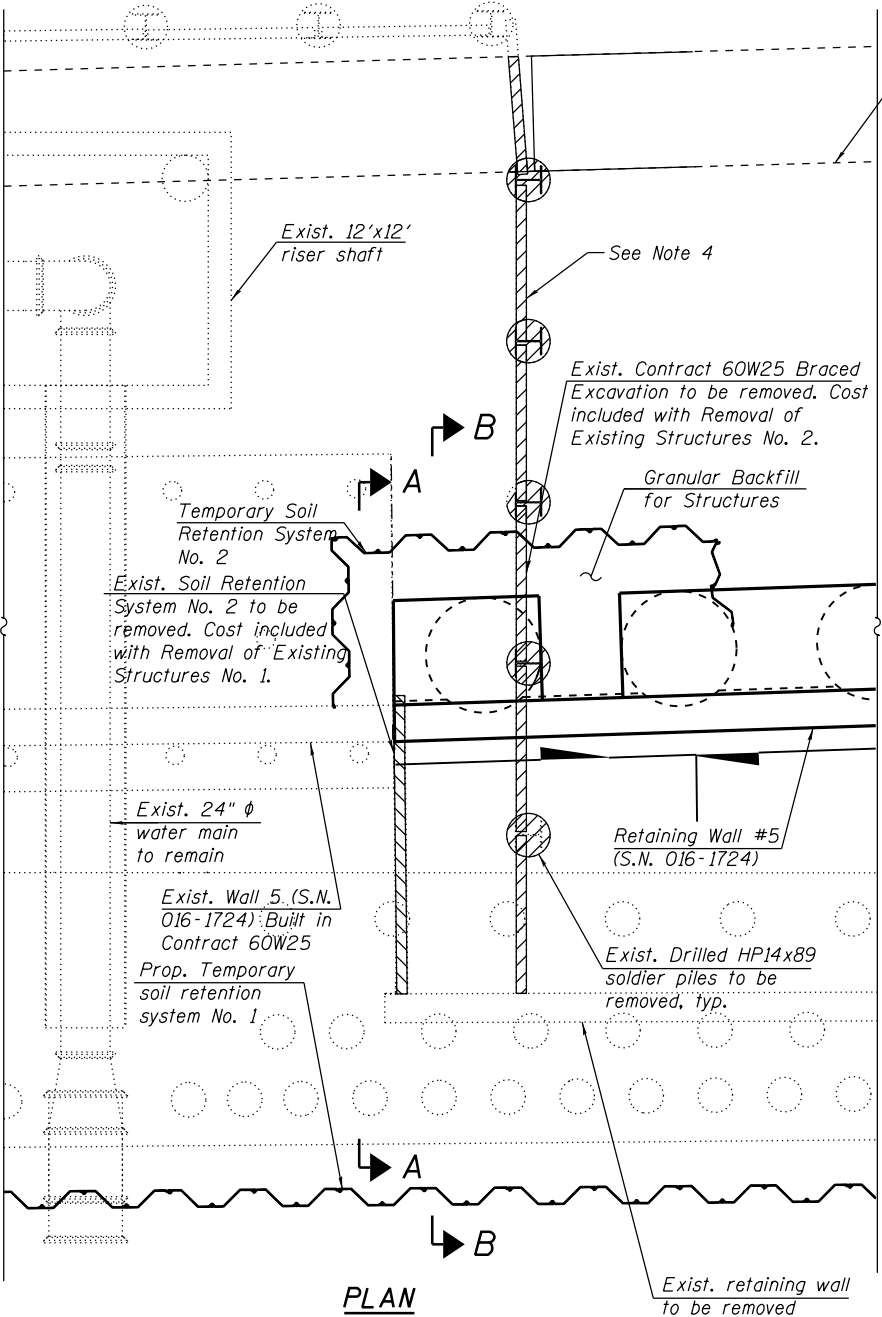 Exist. 12'x12'
riser shaft
See Note 4
Exist. Contract 60W25 Braced
Excavation to be removed. Cost
included with Removal of
Existing Structures No. 2.
B
A
Granular Backfill
for Structures
Temporary Soil
Retention System
No. 2
Exist. Soil Retention
System No. 2 to be
removed. Cost included
with Removal of Existing
Structures No. 1.
Exist. 24" ϕ
water main
to remain
Retaining Wall #5
(S.N. 016-1724)
Exist. Wall 5 (S.N.
016-1724) Built in
Contract 60W25
Exist. Drilled HP14x89
soldier piles to be
removed, typ.
Prop. Temporary
soil retention
system No. 1
A
B
Exist. retaining wall
to be removed
PLAN